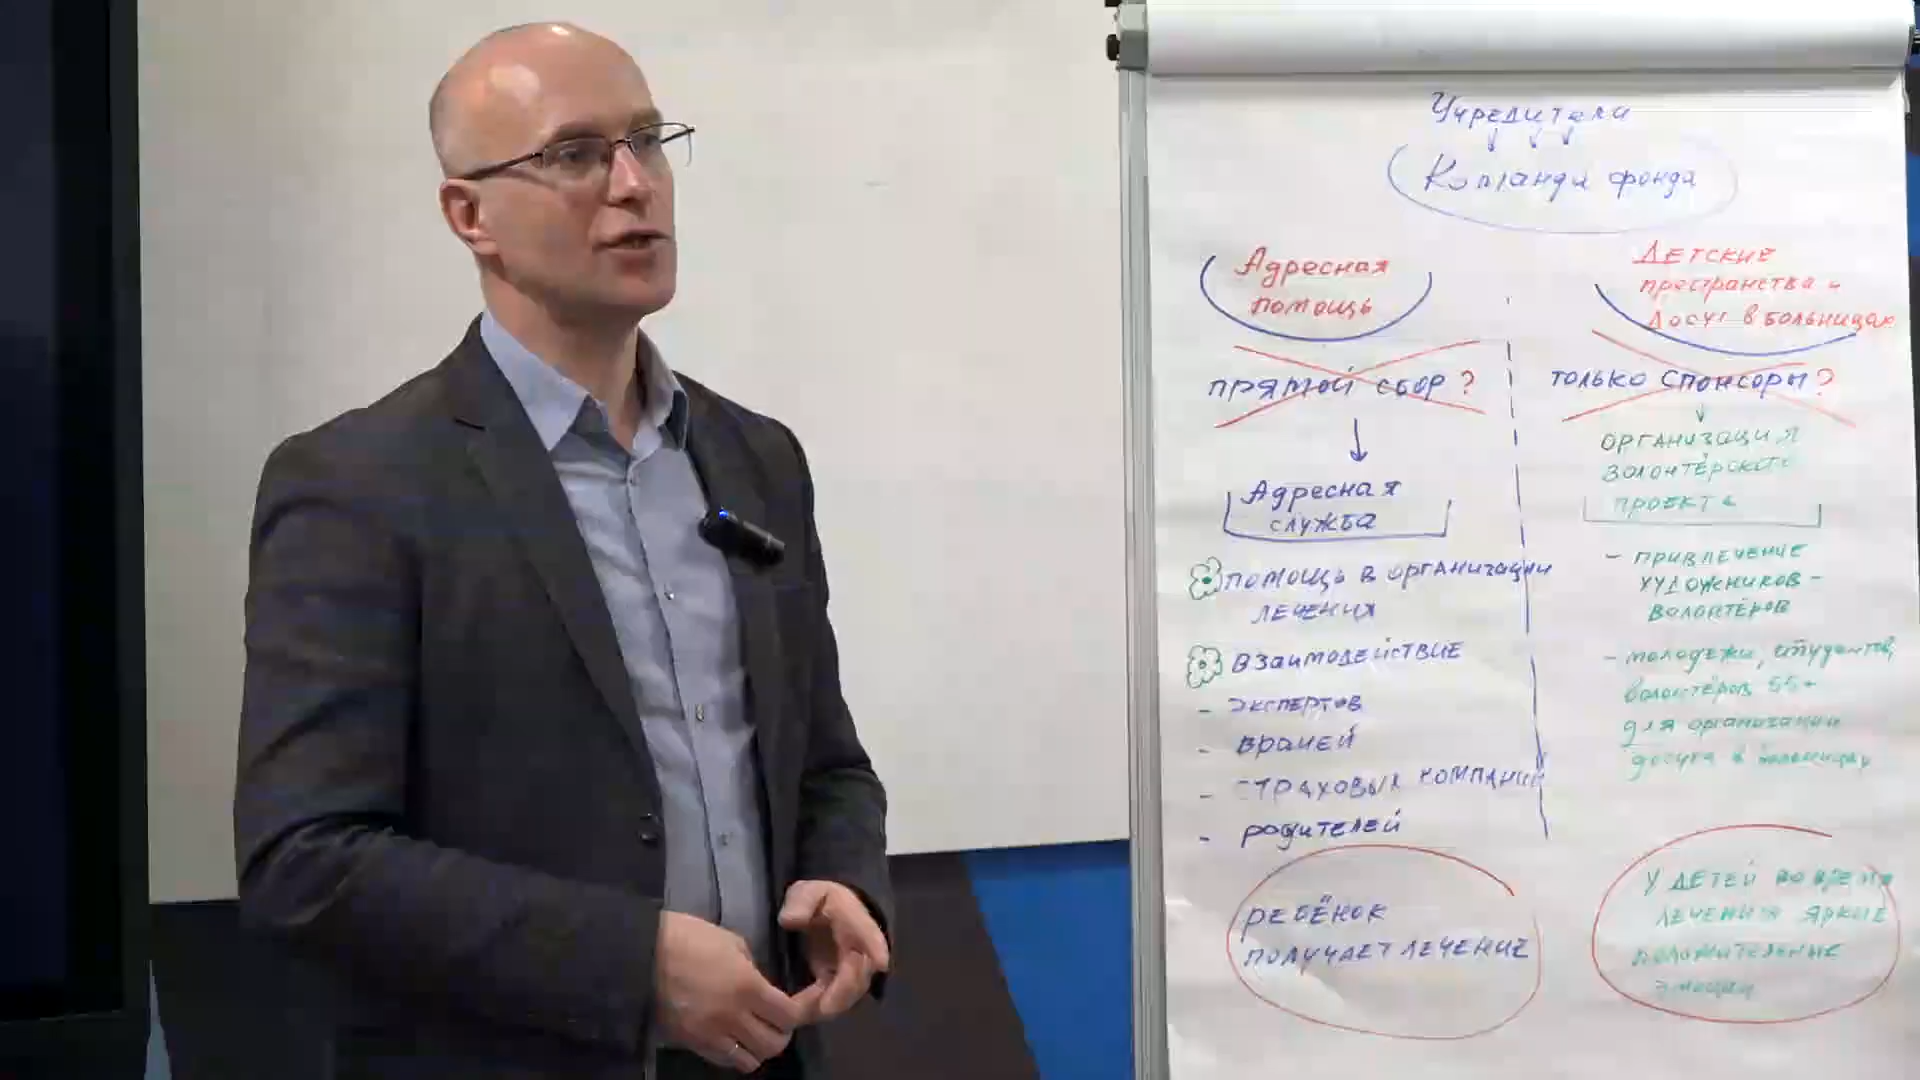 Учредители
Команда фонда
Адресная
помощь
прямой сбор?
Адресная
служба
помощь в организации
лечения
взаимодействие
- экспертов
- врачей
- страховых компаний
- родителей
ребёнок
получает лечение
Детские
пространства и
досуг в больницах
только спонсоры?
организация
волонтёрского
проекта
- привлечение
художников-
волонтёров
- молодежи, студентов,
волонтёров 55+
для организации
досуга в больницах
у детей во время
лечения яркие
положительные
эмоции